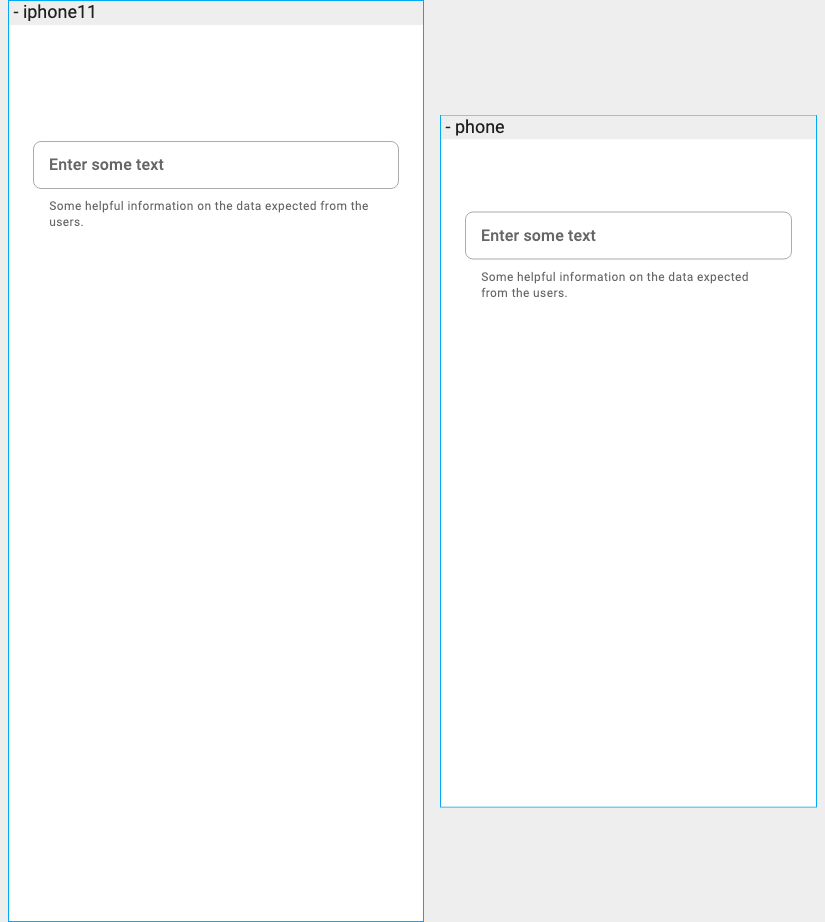 - iphone11
Enter some text
Some helpful information on the data expected from the
users.
- phone
Enter some text
Some helpful information on the data expected
from the users.